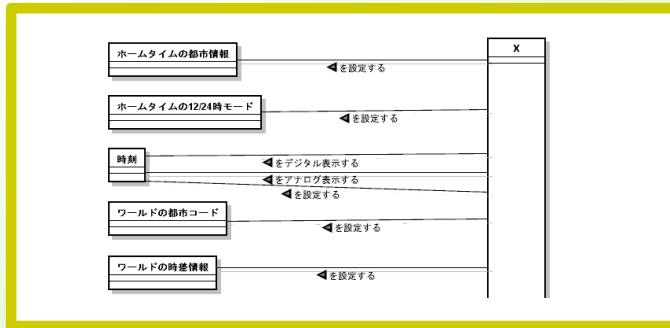 X
ホームタイムの都市情報
を設定する
ホームタイムの12/24時モード
を設定する
時刻
をデジタル表示する
をアナログ表示する
を設定する
ワールドの都市コード
を設定する
ワールドの時差情報
を設定する